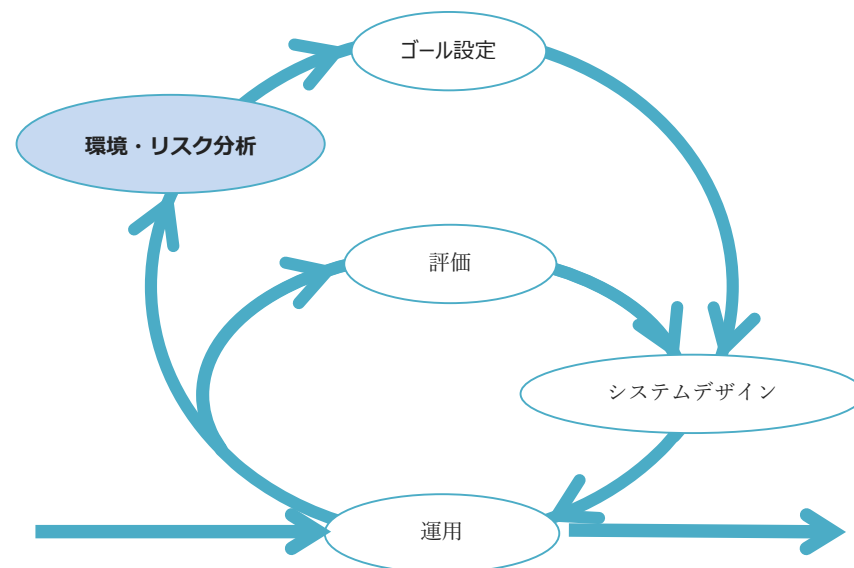 ゴール設定
環境・リスク分析
評価
システムデザイン
運用